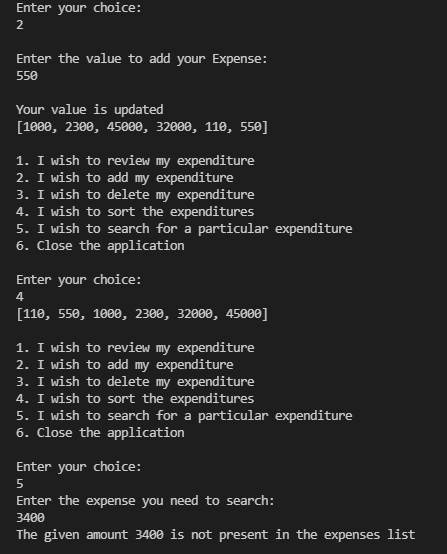 Enter your choice:
2
Enter the value to add your Expense:
550
Your value is updated
[1000, 2300, 45000, 32000, 110, 550]
1. I wish to review my expenditure
2. I wish to add my expenditure
3. I wish to delete my expenditure
4. I wish to sort the expenditures
5. I wish to search for a particular expenditure
6. Close the application
Enter your choice:
4
[110, 550, 1000, 2300, 32000, 45000]
1. I wish to review my expenditure
2. I wish to add my expenditure
3. I wish to delete my expenditure
4. I wish to sort the expenditures
5. I wish to search for a particular expenditure
6. Close the application
Enter your choice:
5
Enter the expense you need to search:
3400
The given amount 3400 is not present in the expenses list